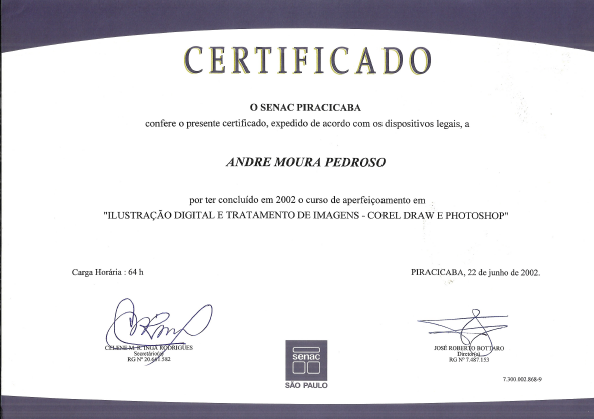 CERTIFICADO
O SENAC PIRACICABA
confere o presente certificado, expedido de acordo com os dispositivos legais, a
ANDRE MOURA PEDROSO
por ter concluído em 2002 o curso de aperfeiçoamento em
"ILUSTRAÇÃO DIGITAL E TRATAMENTO DE IMAGENS - COREL DRAW E PHOTOSHOP"
Carga Horária : 64 h
PIRACICABA, 22 de junho de 2002.
CELENE M. R. INGA RODRIGUES
Secretário(a)
RG Nº 20.681.582
JOSÉ ROBERTO BOTTARO
Diretor(a)
RG Nº 7.487.153
senac
SÃO PAULO
7.300.002.868-9